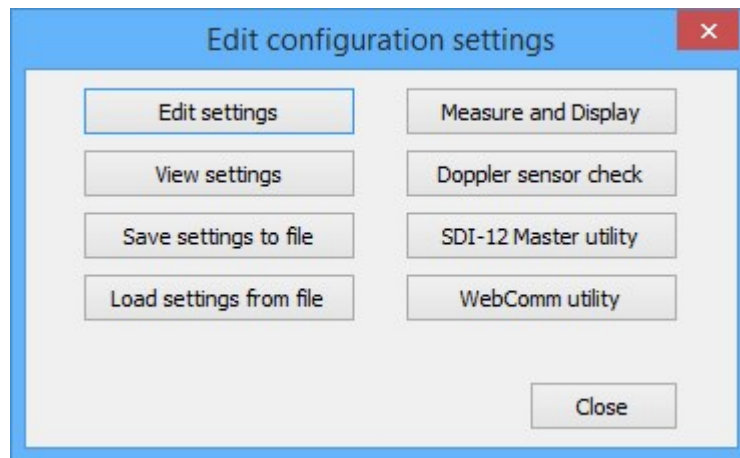 Edit configuration settings
Edit settings
Measure and Display
View settings
Doppler sensor check
Save settings to file
SDI-12 Master utility
Load settings from file
WebComm utility
Close